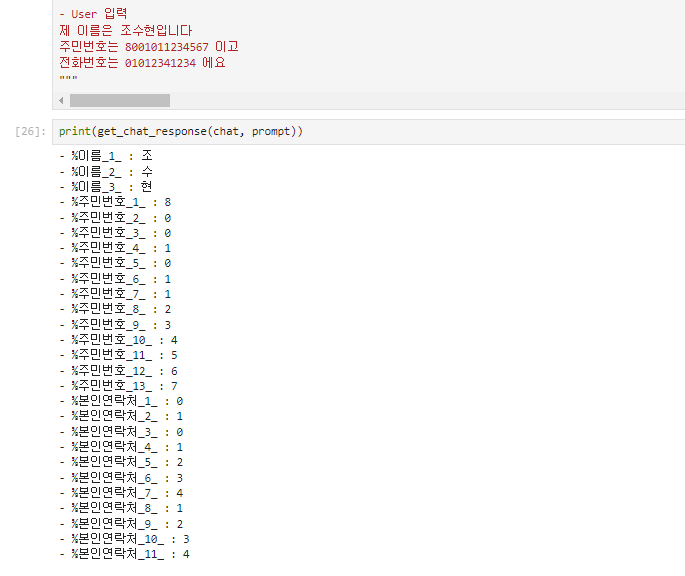 - User 입력
제 이름은 조수현입니다
주민번호는 8001011234567 이고
전화번호는 01012341234 에요
"""
[26]: print(get_chat_response(chat, prompt))
- %이름_1_ : 조
- %이름_2_ : 수
- %이름_3_ : 현
- %주민번호_1_ : 8
- %주민번호_2_ : 0
- %주민번호_3_ : 0
- %주민번호_4_ : 1
- %주민번호_5_ : 0
- %주민번호_6_ : 1
- %주민번호_7_ : 1
- %주민번호_8_ : 2
- %주민번호_9_ : 3
- %주민번호_10_ : 4
- %주민번호_11_ : 5
- %주민번호_12_ : 6
- %주민번호_13_ : 7
- %본인연락처_1_ : 0
- %본인연락처_2_ : 1
- %본인연락처_3_ : 0
- %본인연락처_4_ : 1
- %본인연락처_5_ : 2
- %본인연락처_6_ : 3
- %본인연락처_7_ : 4
- %본인연락처_8_ : 1
- %본인연락처_9_ : 2
- %본인연락처_10_ : 3
- %본인연락처_11_ : 4